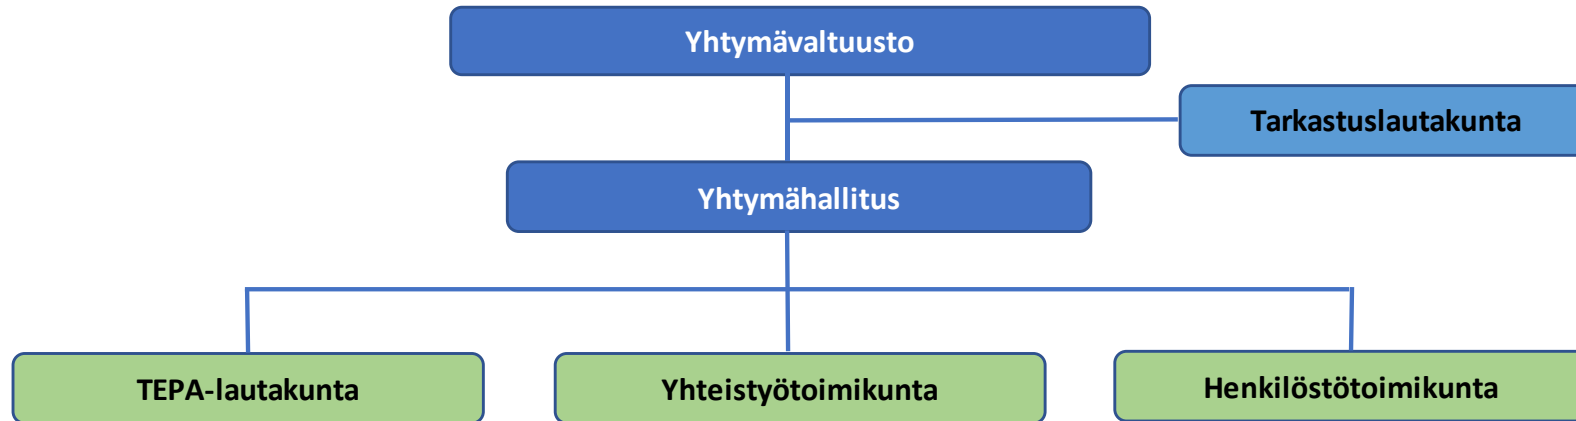 Yhtymävaltuusto
Tarkastuslautakunta
Yhtymähallitus
TEPA-lautakunta
Yhteistyötoimikunta
Henkilöstötoimikunta